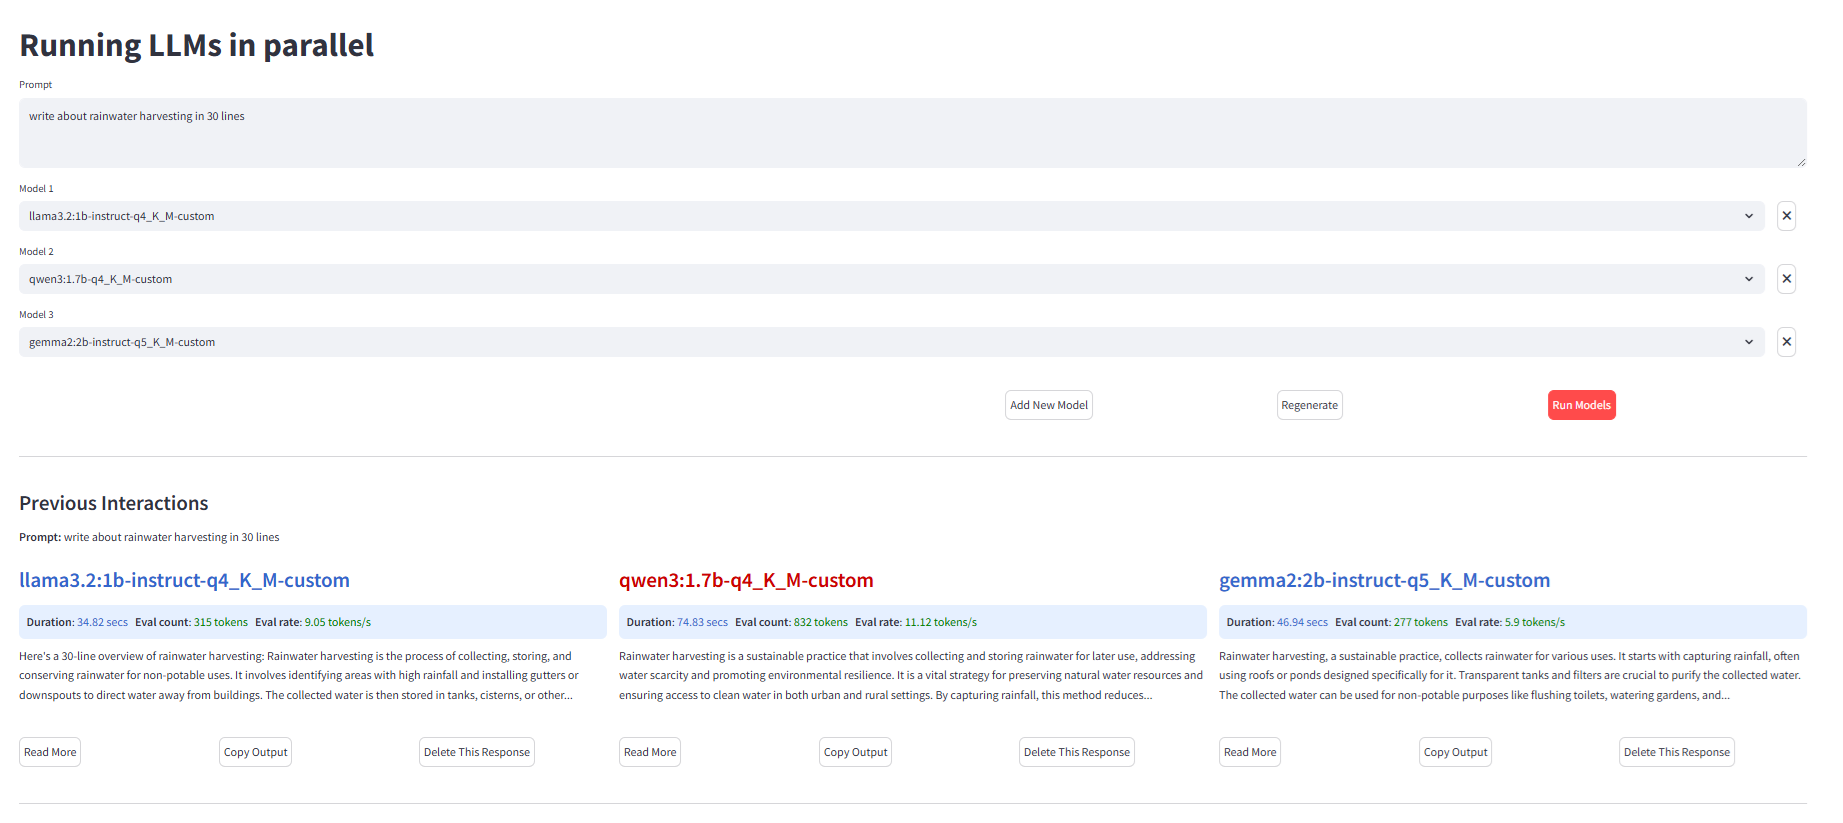 Running LLMs in parallel
Prompt
write about rainwater harvesting in 30 lines
Model 1
llama3.2:1b-instruct-q4_K_M-custom
Model 2
qwen3:1.7b-q4_K_M-custom
Model 3
gemma2:2b-instruct-q5_K_M-custom
Add New Model
Regenerate
Run Models
Previous Interactions
Prompt: write about rainwater harvesting in 30 lines
llama3.2:1b-instruct-q4_K_M-custom
Duration: 34.82 secs Eval count: 315 tokens Eval rate: 9.05 tokens/s
Here's a 30-line overview of rainwater harvesting: Rainwater harvesting is the process of collecting, storing, and
conserving rainwater for non-potable uses. It involves identifying areas with high rainfall and installing gutters or
downspouts to direct water away from buildings. The collected water is then stored in tanks, cisterns, or other...
Read More
Copy Output
Delete This Response
qwen3:1.7b-q4_K_M-custom
Duration: 74.83 secs Eval count: 832 tokens Eval rate: 11.12 tokens/s
Rainwater harvesting is a sustainable practice that involves collecting and storing rainwater for later use, addressing
water scarcity and promoting environmental resilience. It is a vital strategy for preserving natural water resources and
ensuring access to clean water in both urban and rural settings. By capturing rainfall, this method reduces...
Read More
Copy Output
Delete This Response
gemma2:2b-instruct-q5_K_M-custom
Duration: 46.94 secs Eval count: 277 tokens Eval rate: 5.9 tokens/s
Rainwater harvesting, a sustainable practice, collects rainwater for various uses. It starts with capturing rainfall, often
using roofs or ponds designed specifically for it. Transparent tanks and filters are crucial to purify the collected water.
The collected water can be used for non-potable purposes like flushing toilets, watering gardens, and...
Read More
Copy Output
Delete This Response